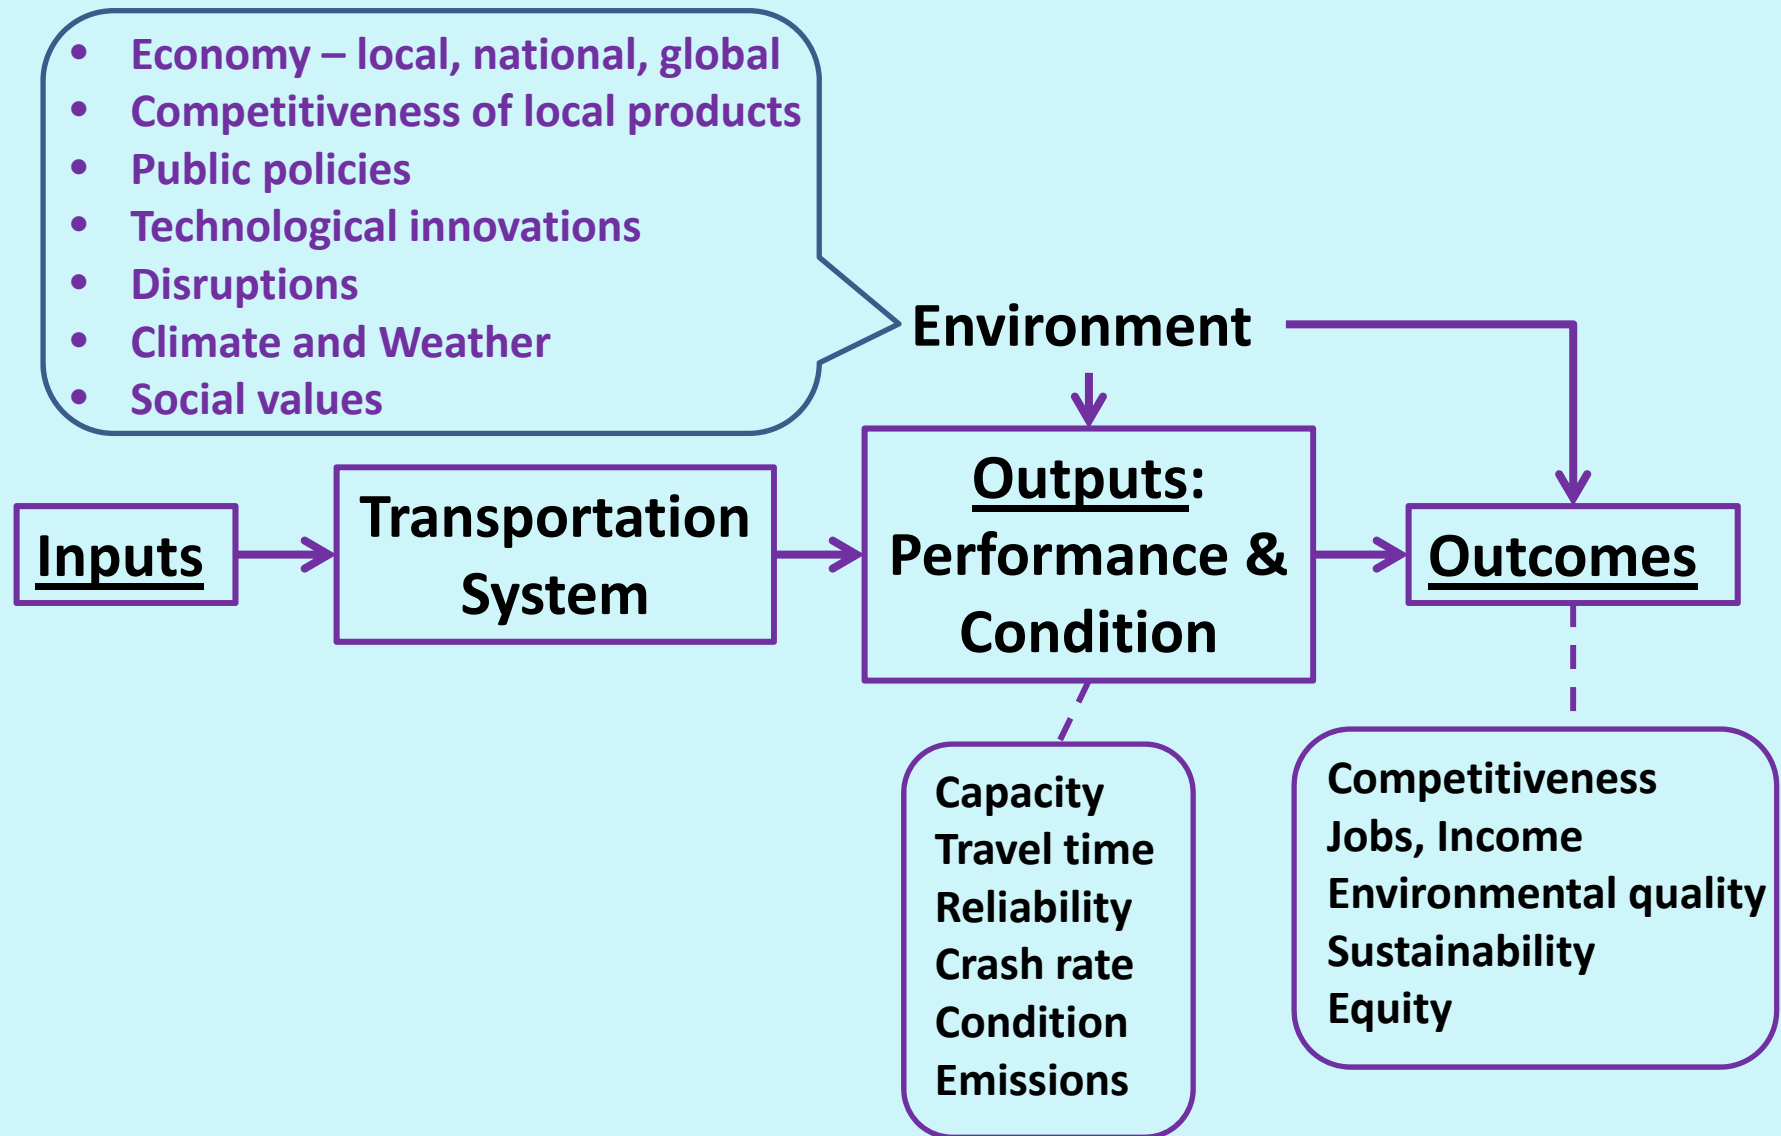 • Economy – local, national, global
• Competitiveness of local products
• Public policies
• Technological innovations
• Disruptions
• Climate and Weather
• Social values
Environment
Inputs
Transportation
System
Outputs:
Performance &
Condition
Outcomes
Capacity
Travel time
Reliability
Crash rate
Condition
Emissions
Competitiveness
Jobs, Income
Environmental quality
Sustainability
Equity